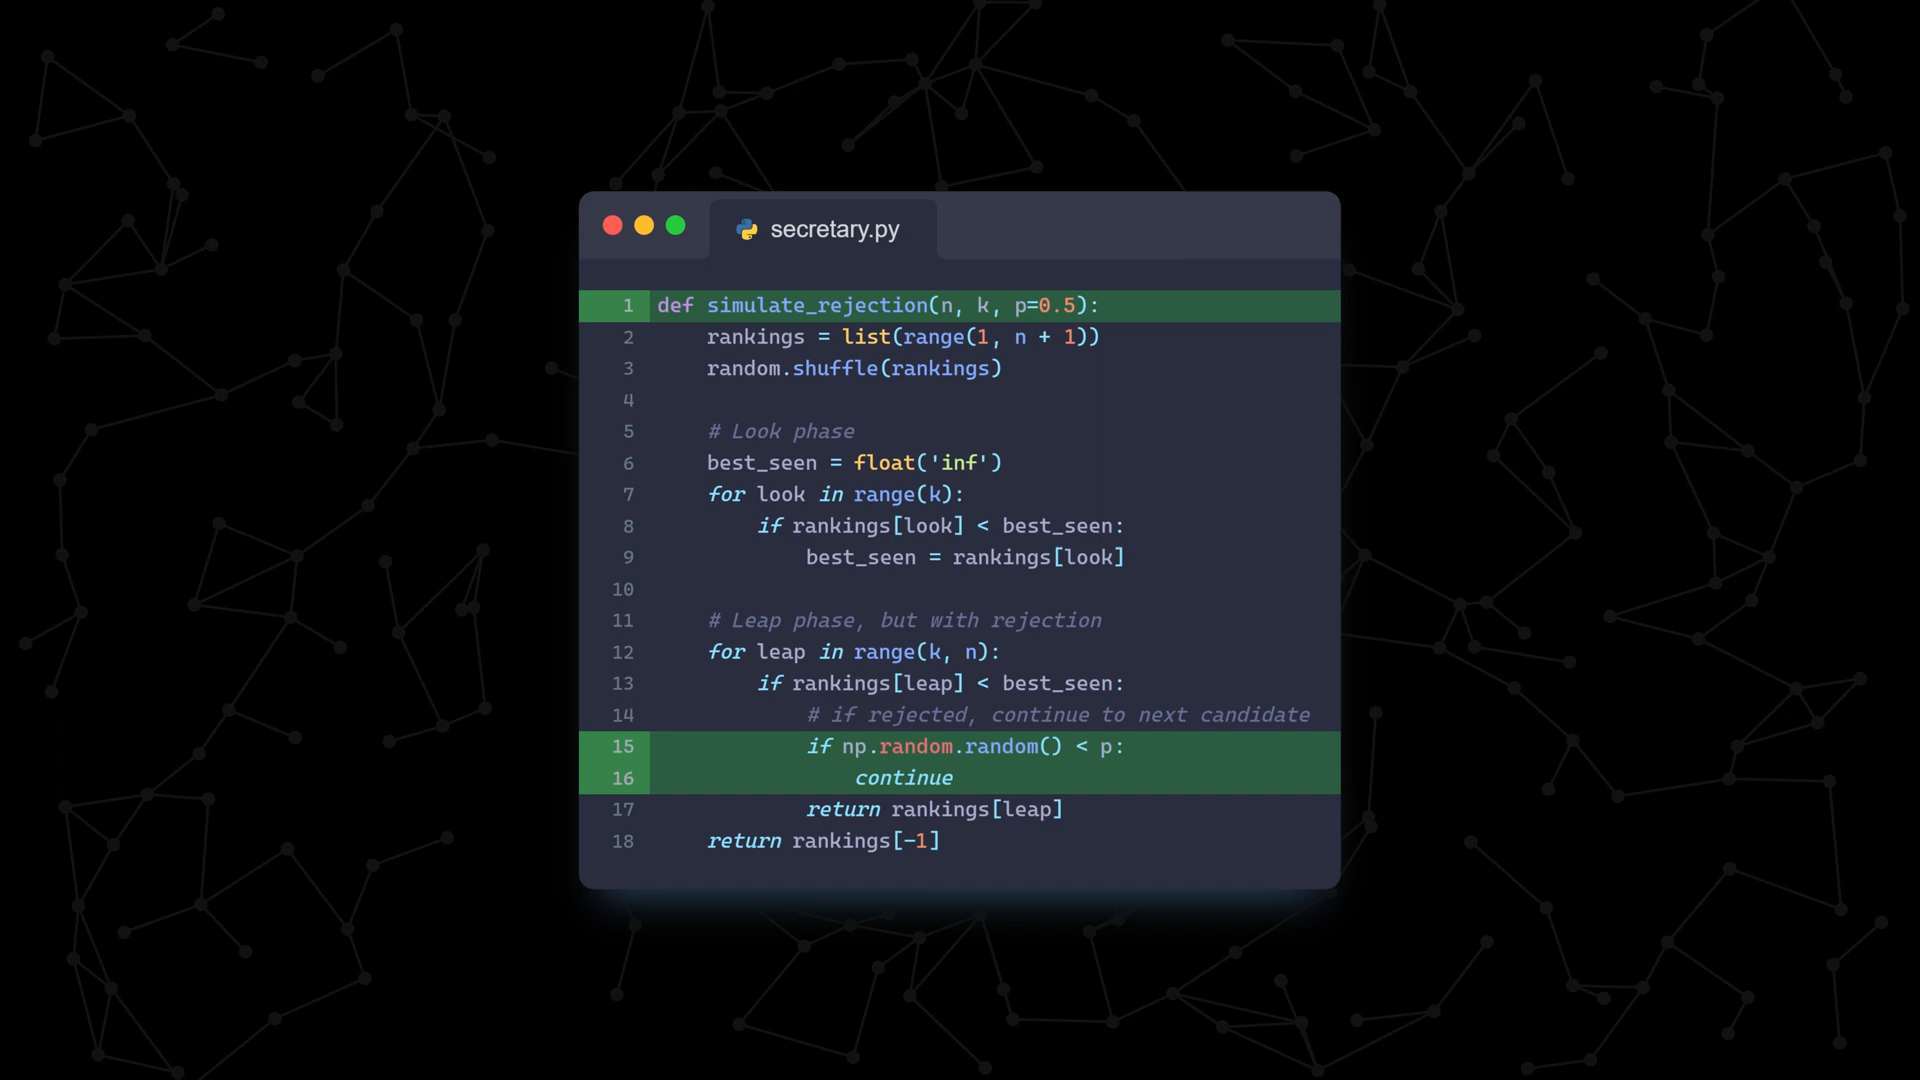 secretary.py
1 def simulate_rejection(n, k, p=0.5):
2     rankings = list(range(1, n + 1))
3     random.shuffle(rankings)
4
5     # Look phase
6     best_seen = float('inf')
7     for look in range(k):
8         if rankings[look] < best_seen:
9             best_seen = rankings[look]
10
11     # Leap phase, but with rejection
12     for leap in range(k, n):
13         if rankings[leap] < best_seen:
14             # if rejected, continue to next candidate
15             if np.random.random() < p:
16                 continue
17             return rankings[leap]
18     return rankings[-1]